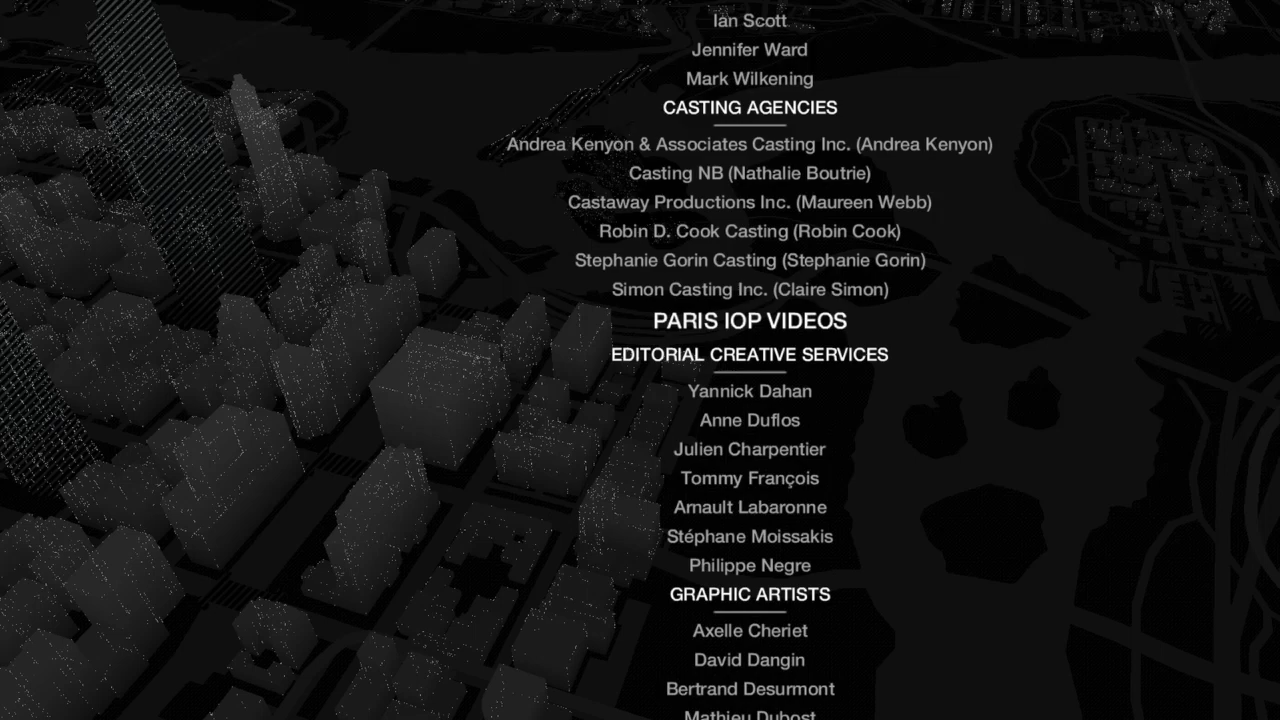 Ian Scott
Jennifer Ward
Mark Wilkening
CASTING AGENCIES
Andrea Kenyon & Associates Casting Inc. (Andrea Kenyon)
Casting NB (Nathalie Boutrie)
Castaway Productions Inc. (Maureen Webb)
Robin D. Cook Casting (Robin Cook)
Stephanie Gorin Casting (Stephanie Gorin)
Simon Casting Inc. (Claire Simon)
PARIS IOP VIDEOS
EDITORIAL CREATIVE SERVICES
Yannick Dahan
Anne Duflos
Julien Charpentier
Tommy François
Arnault Labaronne
Stéphane Moissakis
Philippe Negre
GRAPHIC ARTISTS
Axelle Cheriet
David Dangin
Bertrand Desurmont
Mathieu Dubost